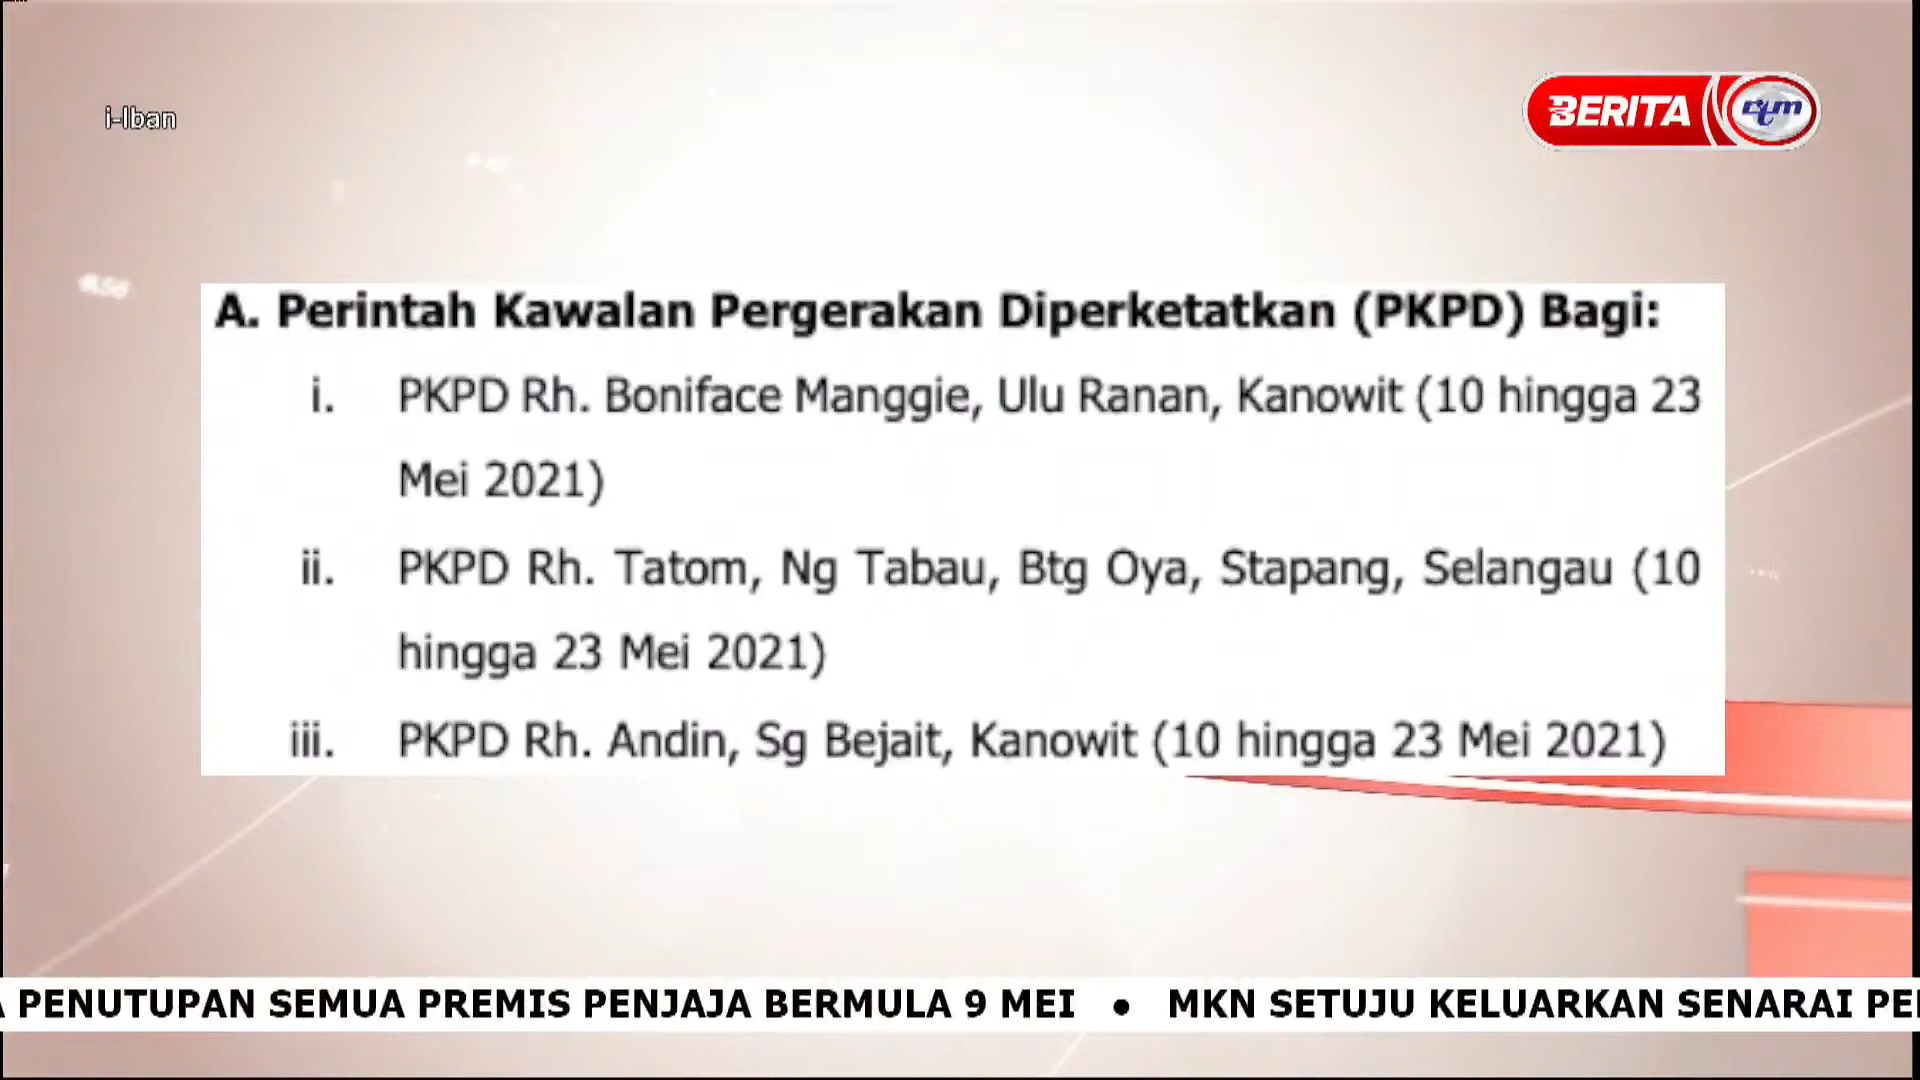 i-Iban
BERITA rtm
A. Perintah Kawalan Pergerakan Diperketatkan (PKPD) Bagi:
i. PKPD Rh. Boniface Manggie, Ulu Ranan, Kanowit (10 hingga 23
Mei 2021)
ii. PKPD Rh. Tatom, Ng Tabau, Btg Oya, Stapang, Selangau (10
hingga 23 Mei 2021)
iii. PKPD Rh. Andin, Sg Bejait, Kanowit (10 hingga 23 Mei 2021)
PENUTUPAN SEMUA PREMIS PENJAJA BERMULA 9 MEI • MKN SETUJU KELUARKAN SENARAI